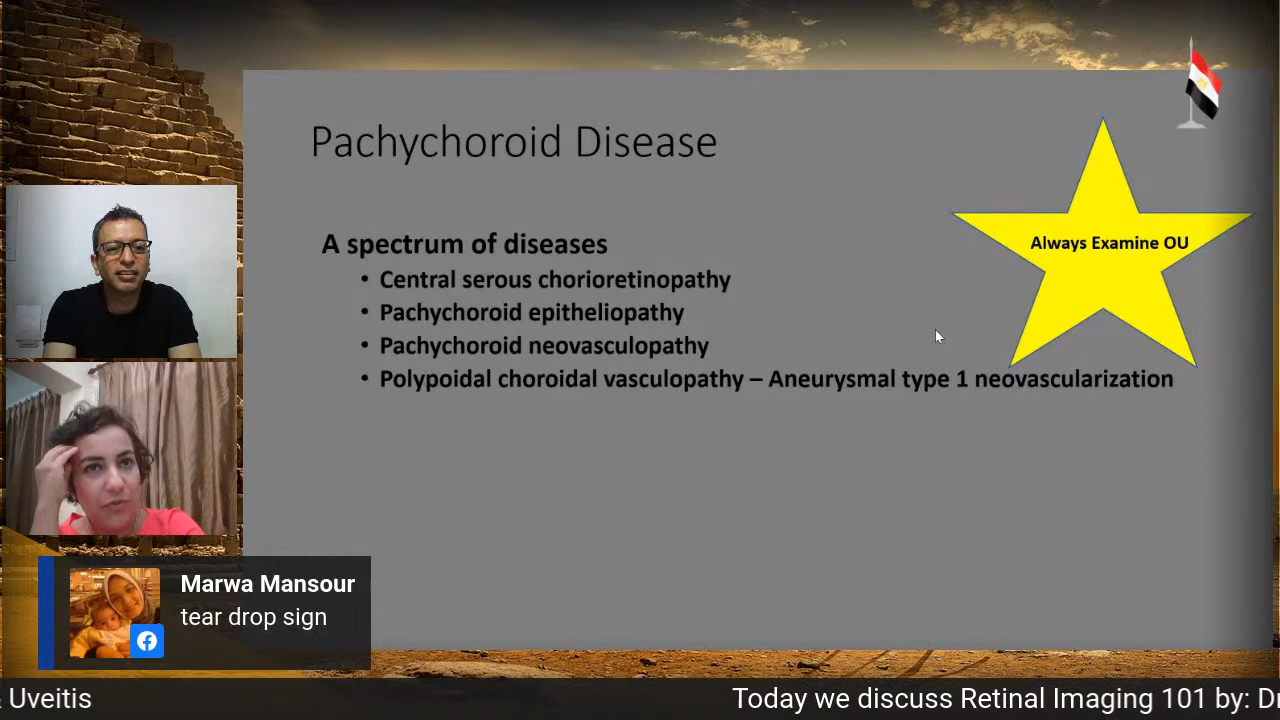 Pachychoroid Disease
Always Examine OU
A spectrum of diseases
• Central serous chorioretinopathy
• Pachychoroid epitheliopathy
• Pachychoroid neovasculopathy
• Polypoidal choroidal vasculopathy – Aneurysmal type 1 neovascularization
Marwa Mansour
tear drop sign
Uveitis
Today we discuss Retinal Imaging 101 by: